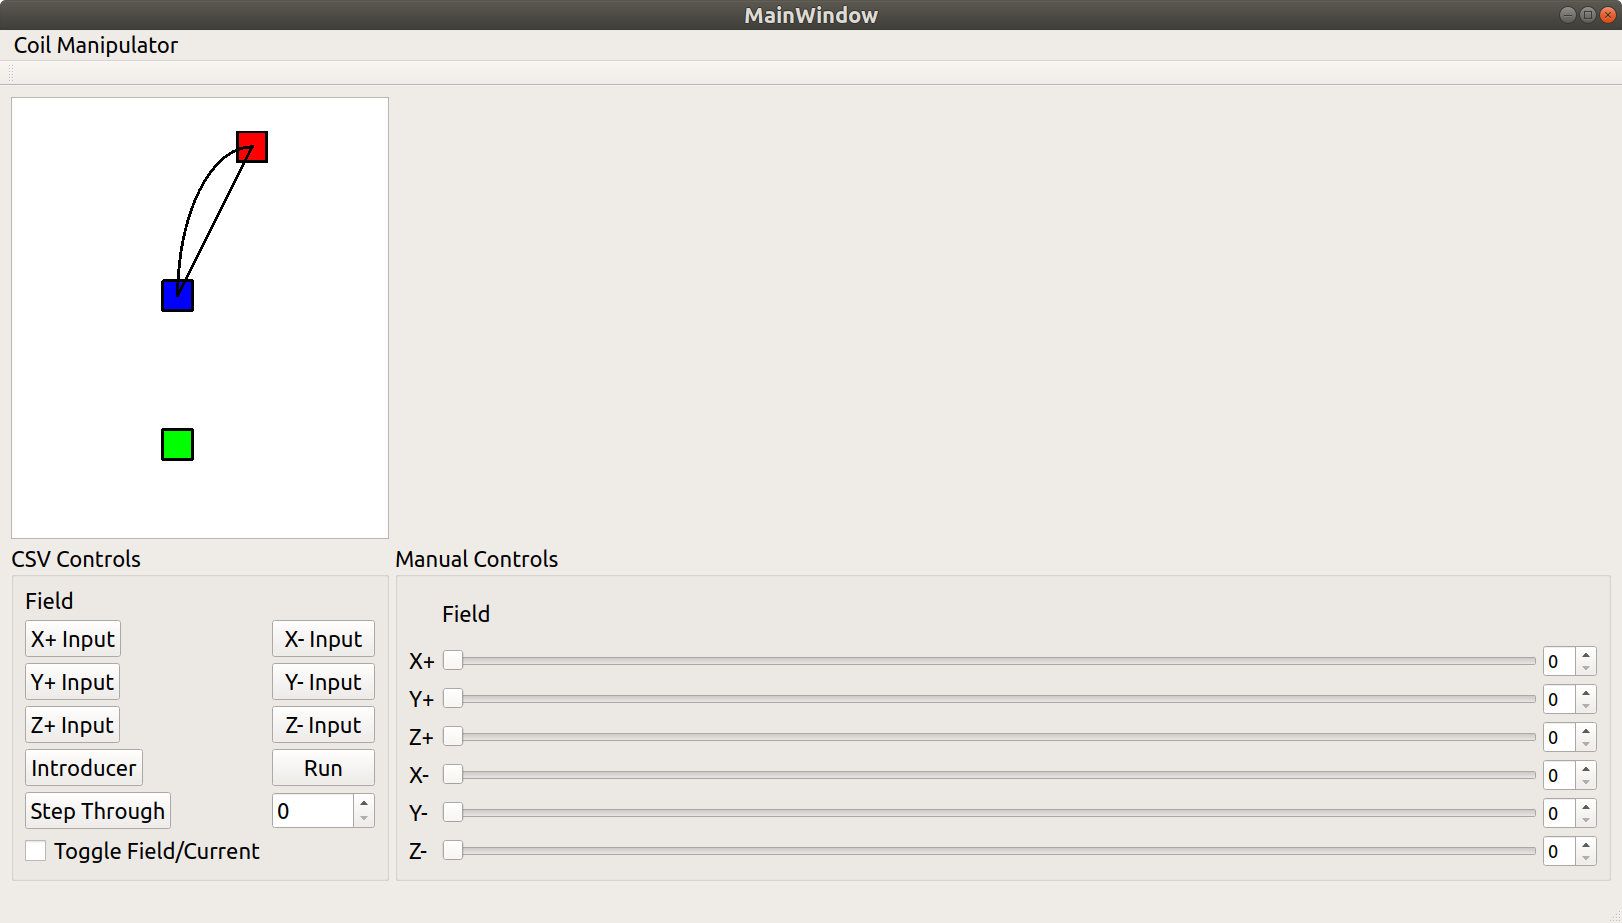 MainWindow
Coil Manipulator
CSV Controls
Field
X+ Input X- Input
Y+ Input Y- Input
Z+ Input Z- Input
Introducer Run
Step Through 0
Toggle Field/Current
Manual Controls
Field
X+ 0
Y+ 0
Z+ 0
X- 0
Y- 0
Z- 0